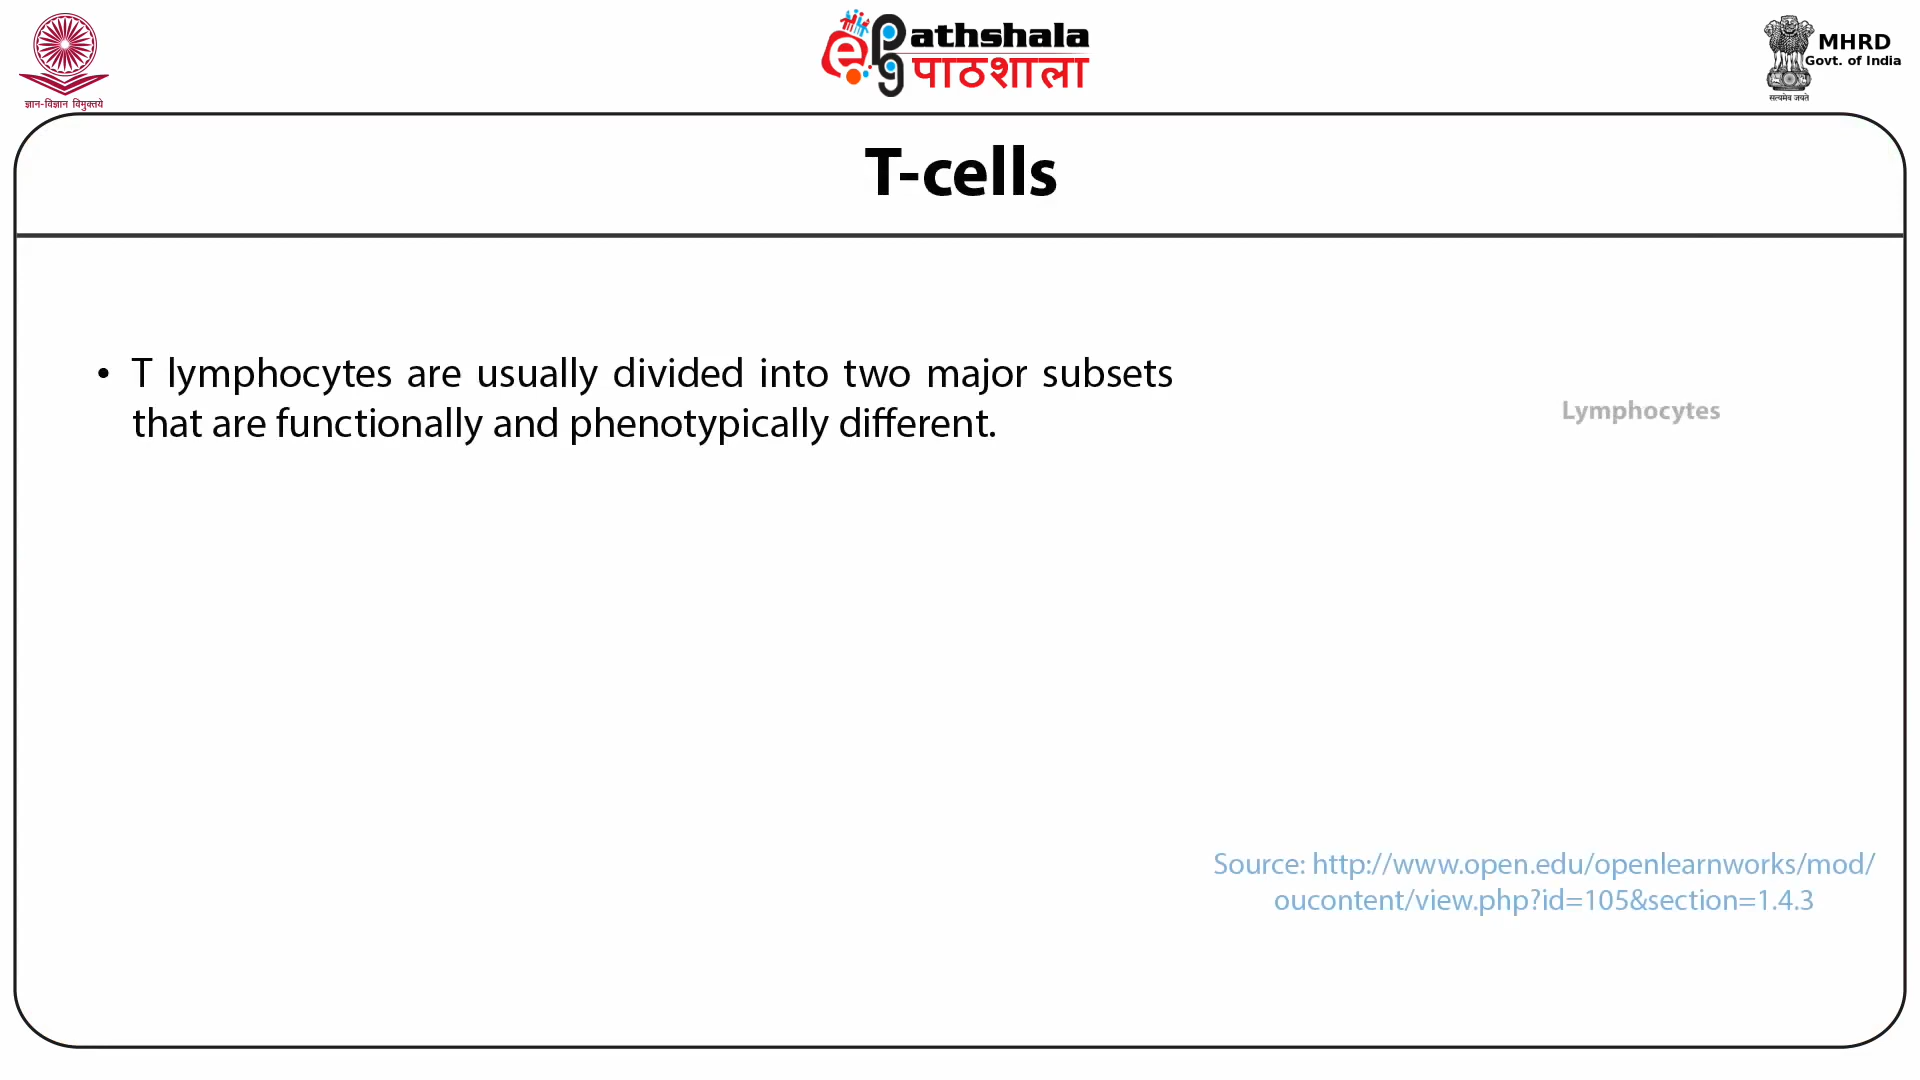 ज्ञान-विज्ञान विमुक्तये
ePG Pathshala
पाठशाला
MHRD
Govt. of India
सत्यमेव जयते
T-cells
• T lymphocytes are usually divided into two major subsets
that are functionally and phenotypically different.
Lymphocytes
Source: http://www.open.edu/openlearnworks/mod/
oucontent/view.php?id=105&section=1.4.3